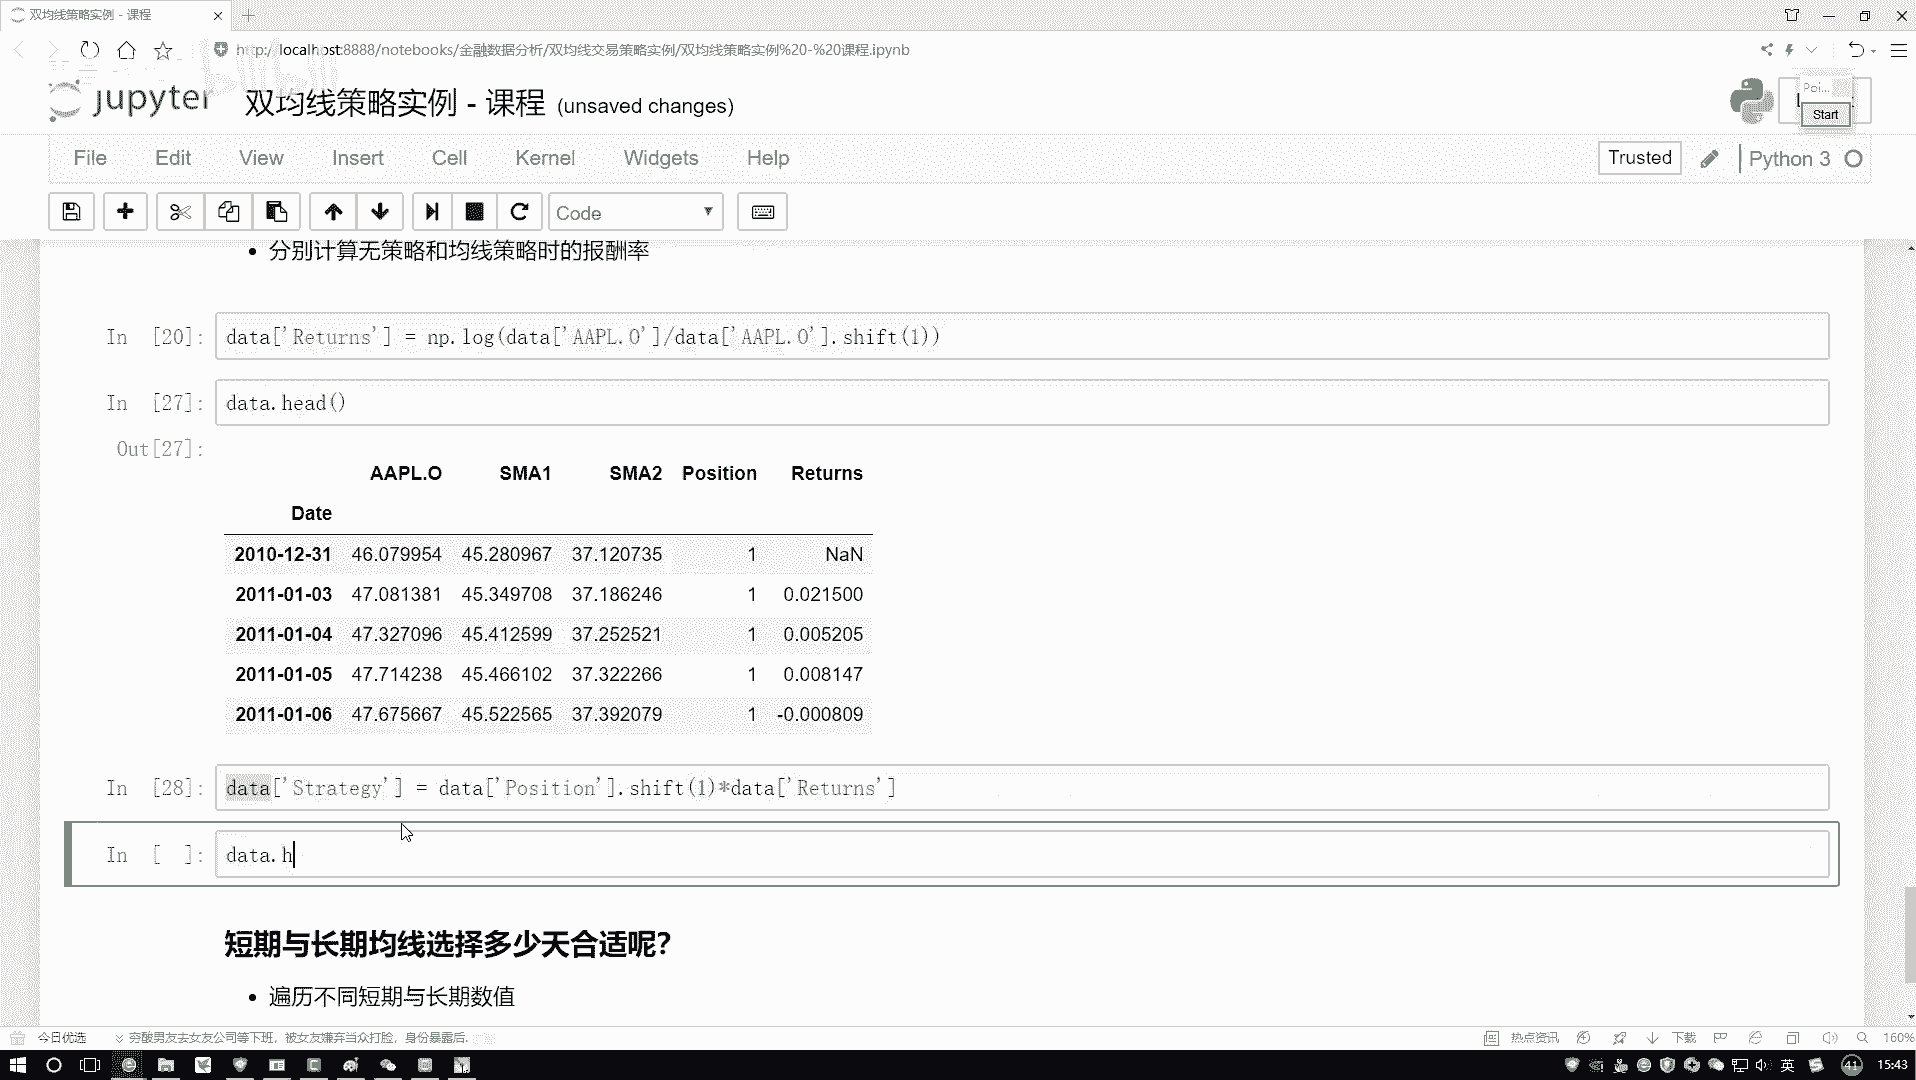 双均线策略实例 - 课程
http://localhost:8888/notebooks/金融数据分析/双均线交易策略实例/双均线策略实例%20-%20课程.ipynb
bilibili
jupyter 双均线策略实例 - 课程 (unsaved changes)
Poi...
Start
File Edit View Insert Cell Kernel Widgets Help
Trusted
Python 3
Code
分别计算无策略和均线策略时的报酬率
In [20]: data['Returns'] = np.log(data['AAPL.O']/data['AAPL.O'].shift(1))
In [27]: data.head()
Out[27]:
AAPL.O SMA1 SMA2 Position Returns
Date
2010-12-31 46.079954 45.280967 37.120735 1 NaN
2011-01-03 47.081381 45.349708 37.186246 1 0.021500
2011-01-04 47.327096 45.412599 37.252521 1 0.005205
2011-01-05 47.714238 45.466102 37.322266 1 0.008147
2011-01-06 47.675667 45.522565 37.392079 1 -0.000809
In [28]: data['Strategy'] = data['Position'].shift(1)*data['Returns']
In [ ]: data.h
短期与长期均线选择多少天合适呢？
遍历不同短期与长期数值
今日优选 穷酸男友去女友公司等下班，被女友嫌弃当众打脸，身份暴露后.
热点资讯 下载 160%
英 41 15:43